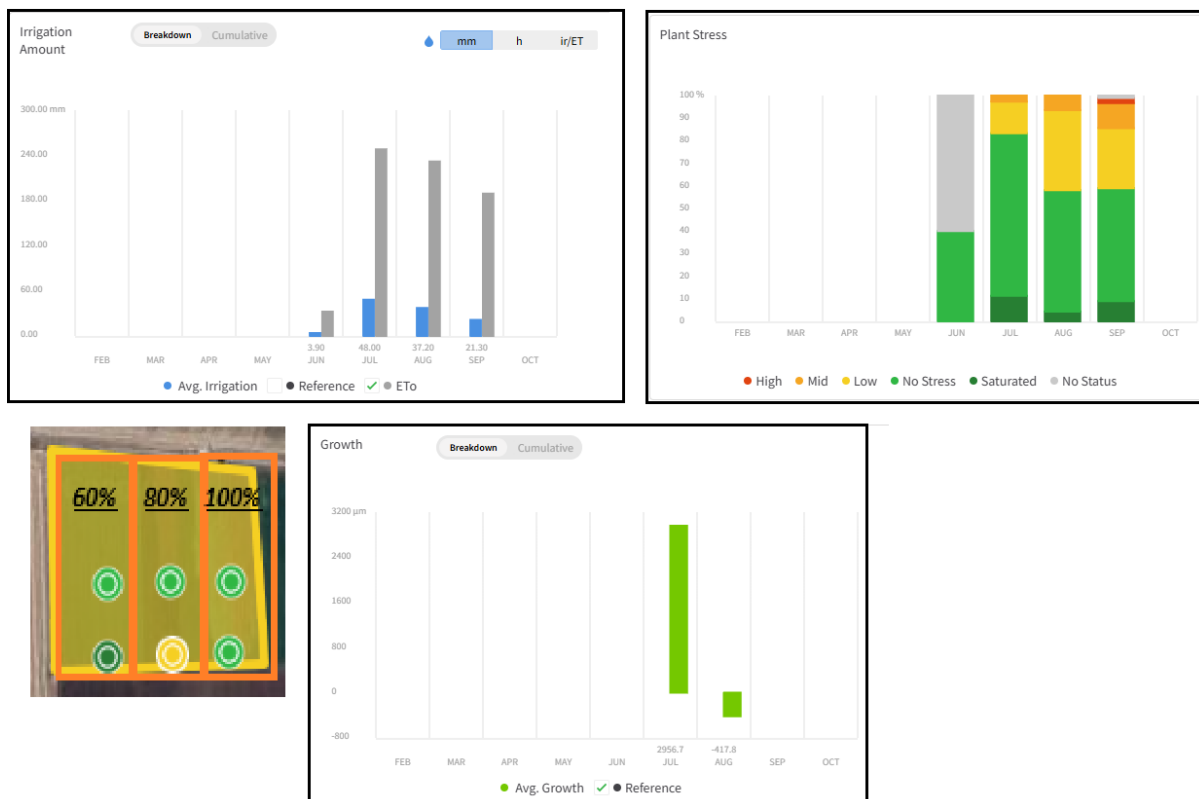 Irrigation
Amount
Breakdown Cumulative
mm h ir/ET
300.00 mm
240.00
180.00
120.00
60.00
0.00
3.90 48.00 37.20 21.30
FEB MAR APR MAY JUN JUL AUG SEP OCT
Avg. Irrigation Reference ETo
Plant Stress
100 %
90
80
70
60
50
40
30
20
10
0
FEB MAR APR MAY JUN JUL AUG SEP OCT
High Mid Low No Stress Saturated No Status
60% 80% 100%
Growth
Breakdown Cumulative
3200 µm
2400
1600
800
0
-800
2956.7 -417.8
FEB MAR APR MAY JUN JUL AUG SEP OCT
Avg. Growth Reference